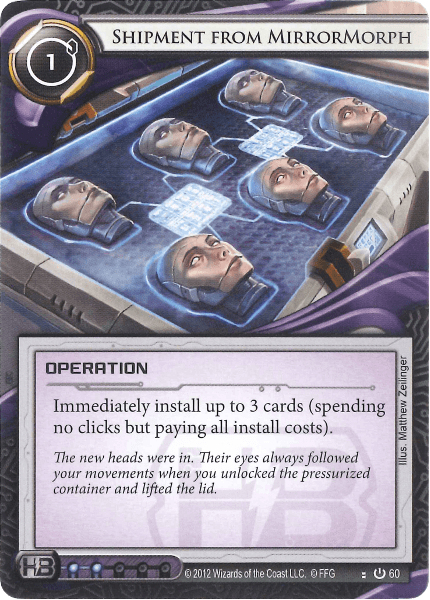 SHIPMENT FROM MIRRORMORPH
1
OPERATION
Immediately install up to 3 cards (spending
no clicks but paying all install costs).
The new heads were in. Their eyes always followed
your movements when you unlocked the pressurized
container and lifted the lid.
Illus. Matthew Zeilinger
HB
HB
© 2012 Wizards of the Coast LLC. © FFG
60